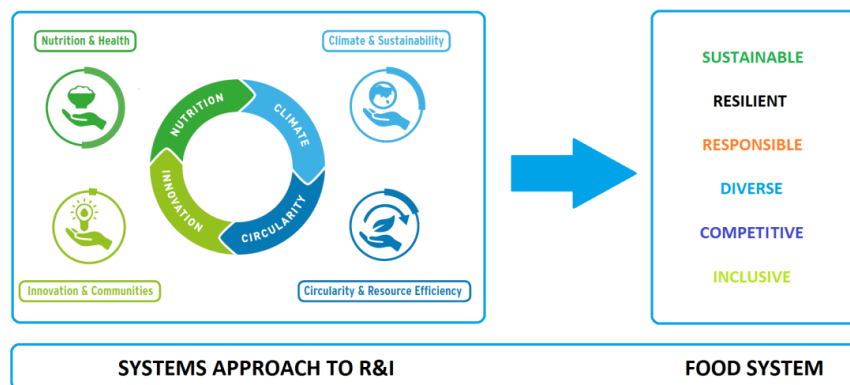 Nutrition & Health
Climate & Sustainability
NUTRITION
CLIMATE
INNOVATION
CIRCULARITY
Innovation & Communities
Circularity & Resource Efficiency
SUSTAINABLE
RESILIENT
RESPONSIBLE
DIVERSE
COMPETITIVE
INCLUSIVE
SYSTEMS APPROACH TO R&I
FOOD SYSTEM